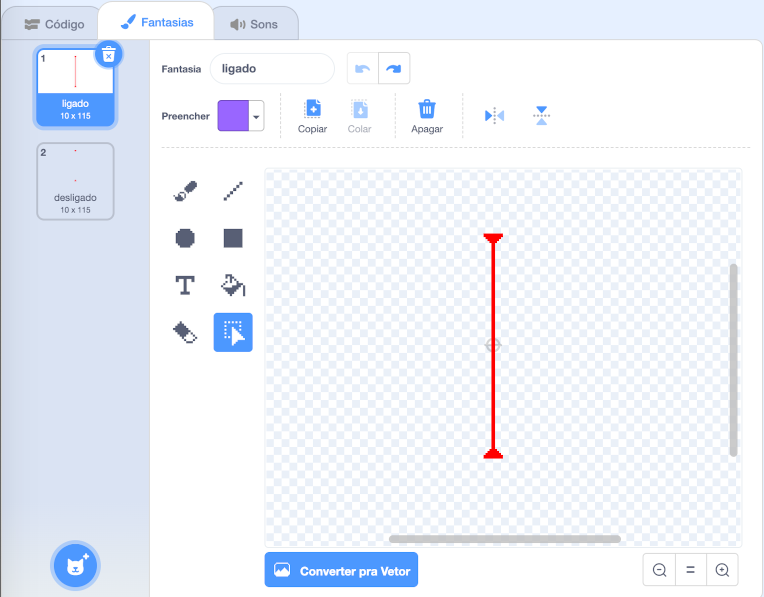 Código
Fantasias
Sons
1
ligado
10 x 115
2
desligado
10 x 115
Fantasia
ligado
Preencher
Copiar
Colar
Apagar
T
Converter pra Vetor